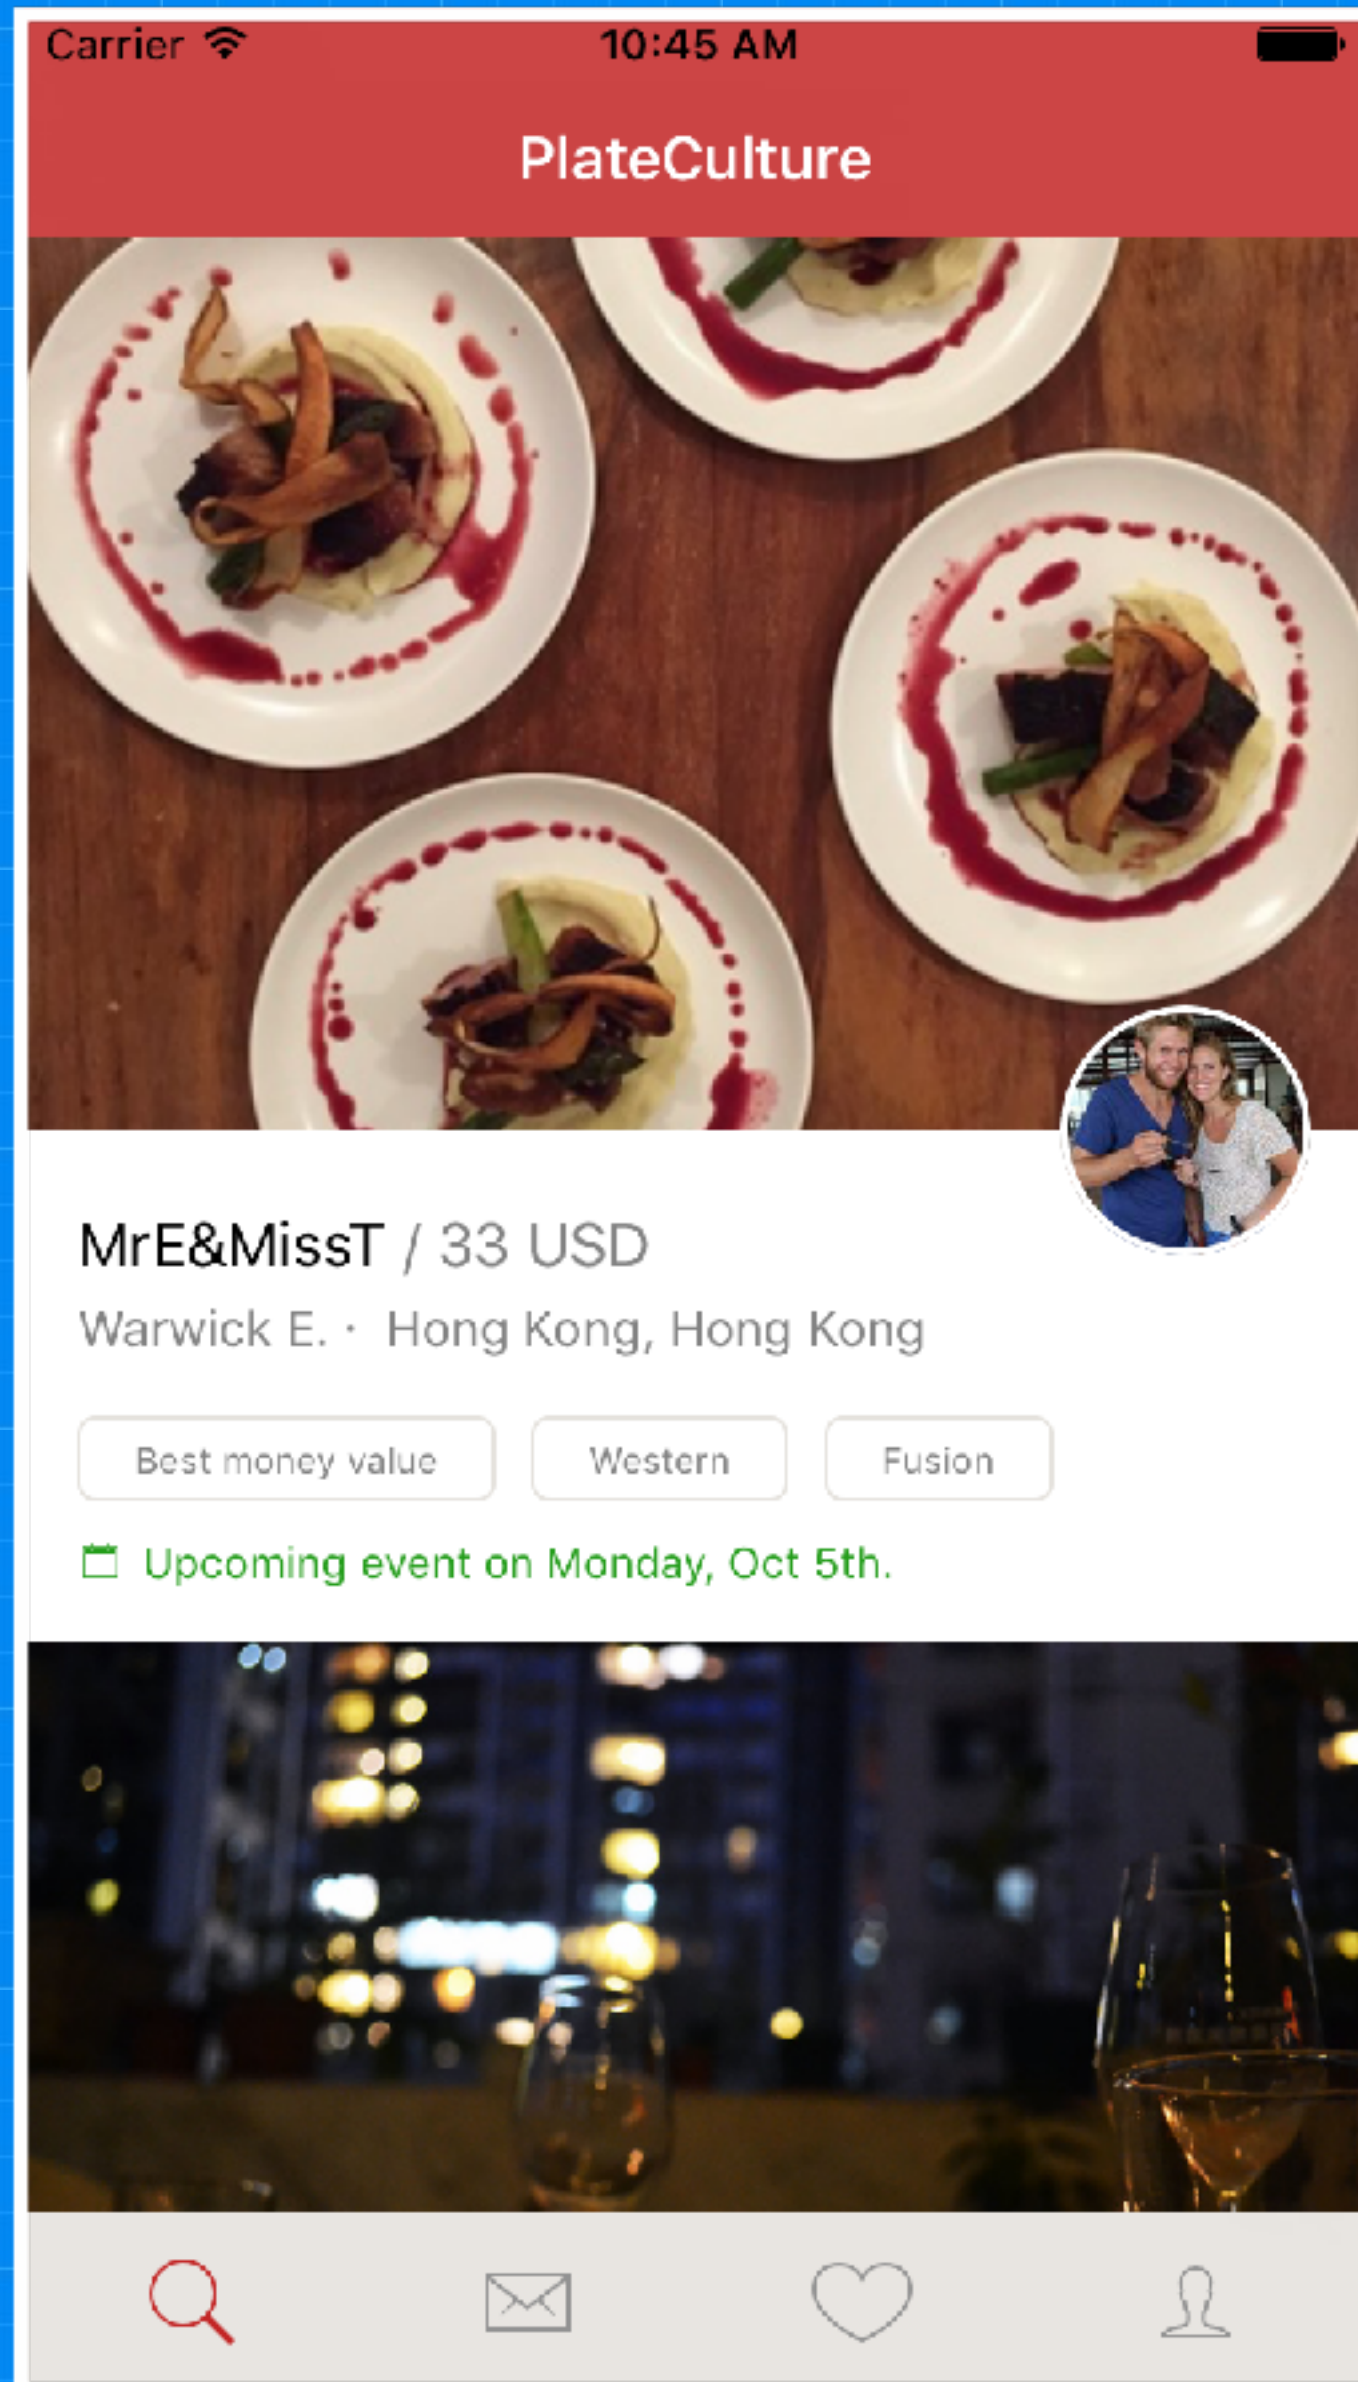 Carrier 10:45 AM
PlateCulture
MrE&MissT / 33 USD
Warwick E. · Hong Kong, Hong Kong
Best money value Western Fusion
Upcoming event on Monday, Oct 5th.